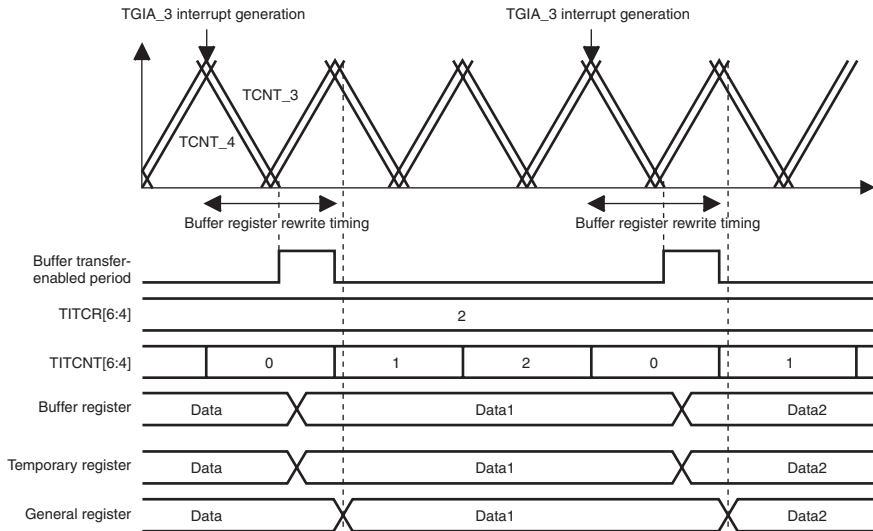 TGIA_3 interrupt generation
TGIA_3 interrupt generation
TCNT_3
TCNT_4
Buffer register rewrite timing
Buffer register rewrite timing
Buffer transfer-
enabled period
TITCR[6:4]
2
TITCNT[6:4]
0
1
2
0
1
Buffer register
Data
Data1
Data2
Temporary register
Data
Data1
Data2
General register
Data
Data1
Data2